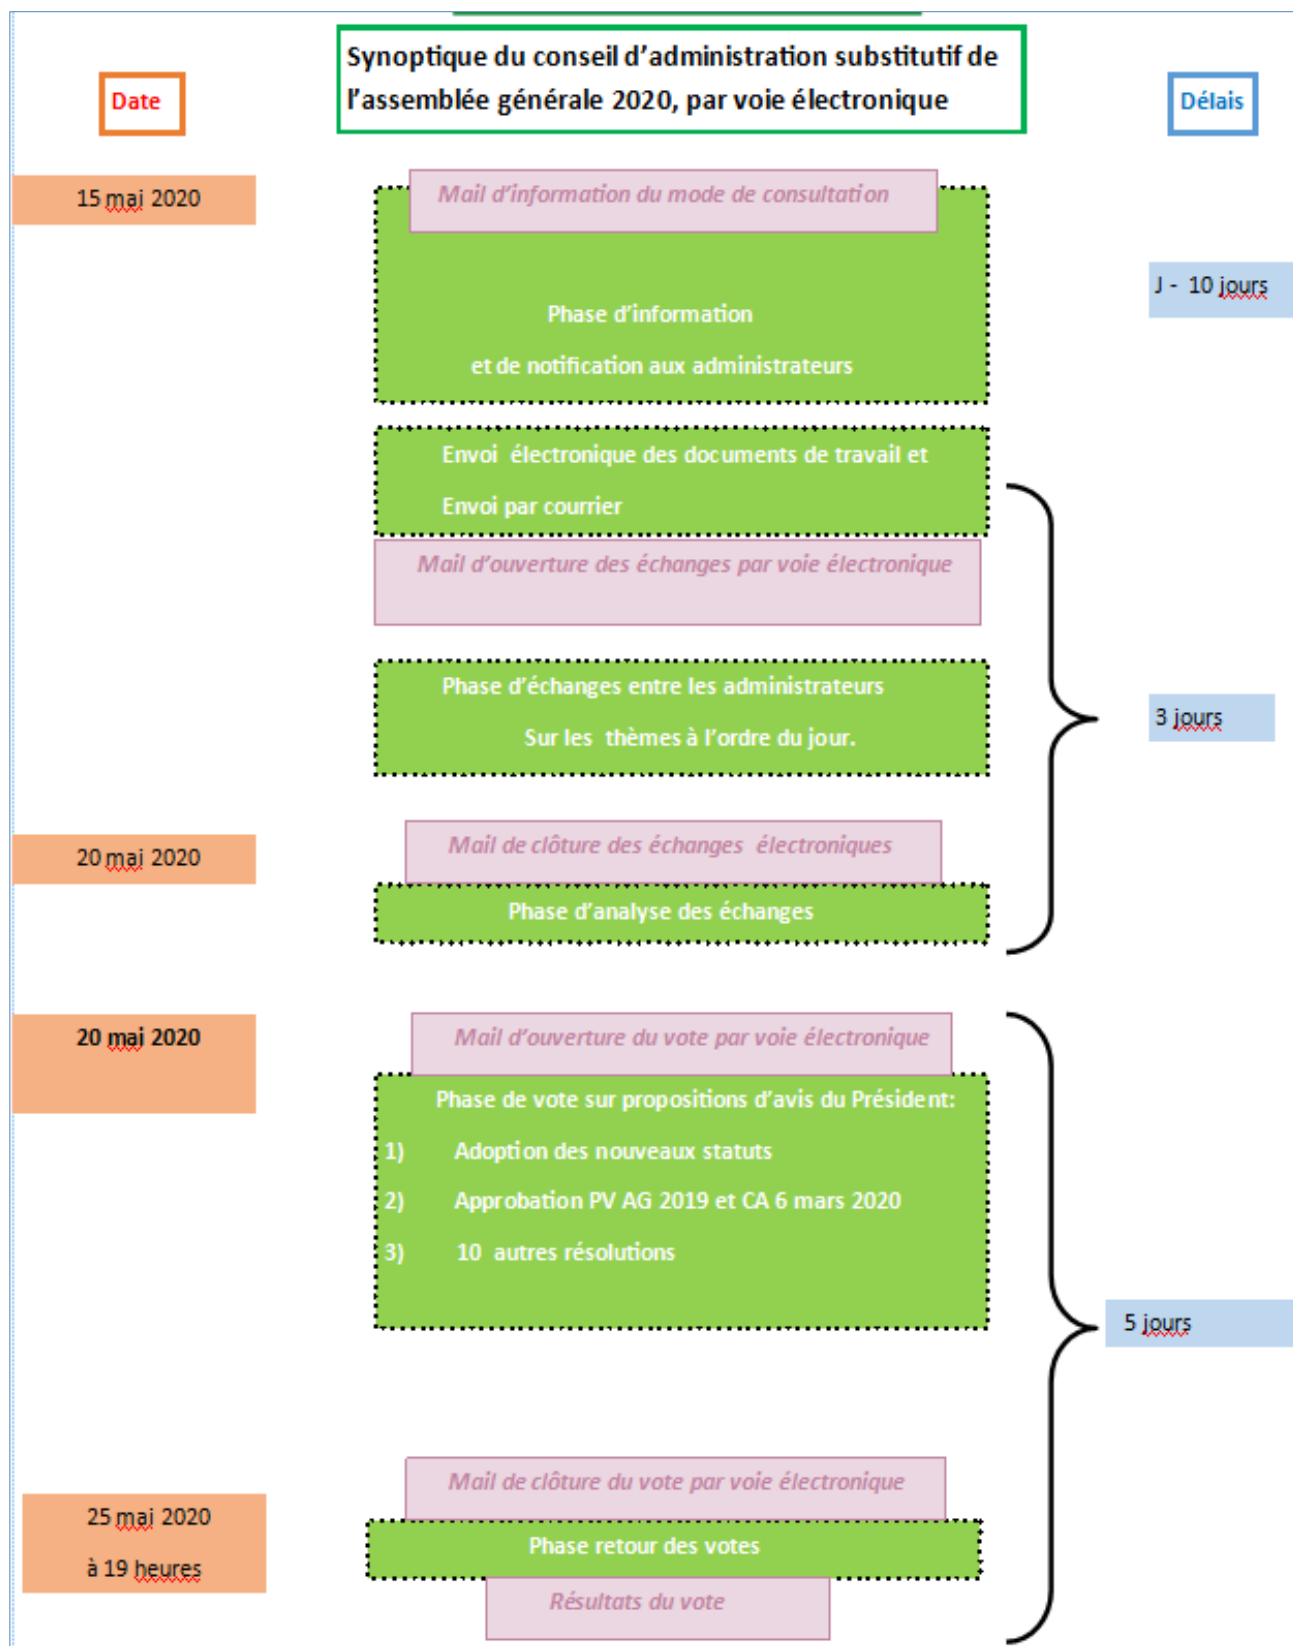 Synoptique du conseil d’administration substitutif de
l’assemblée générale 2020, par voie électronique
Date
Délais
15 mai 2020
Mail d’information du mode de consultation
J - 10 jours
Phase d’information
et de notification aux administrateurs
Envoi électronique des documents de travail et
Envoi par courrier
Mail d’ouverture des échanges par voie électronique
Phase d’échanges entre les administrateurs
Sur les thèmes à l’ordre du jour.
3 jours
20 mai 2020
Mail de clôture des échanges électroniques
Phase d’analyse des échanges
20 mai 2020
Mail d’ouverture du vote par voie électronique
Phase de vote sur propositions d’avis du Président:
1) Adoption des nouveaux statuts
2) Approbation PV AG 2019 et CA 6 mars 2020
3) 10 autres résolutions
5 jours
Mail de clôture du vote par voie électronique
25 mai 2020
à 19 heures
Phase retour des votes
Résultats du vote